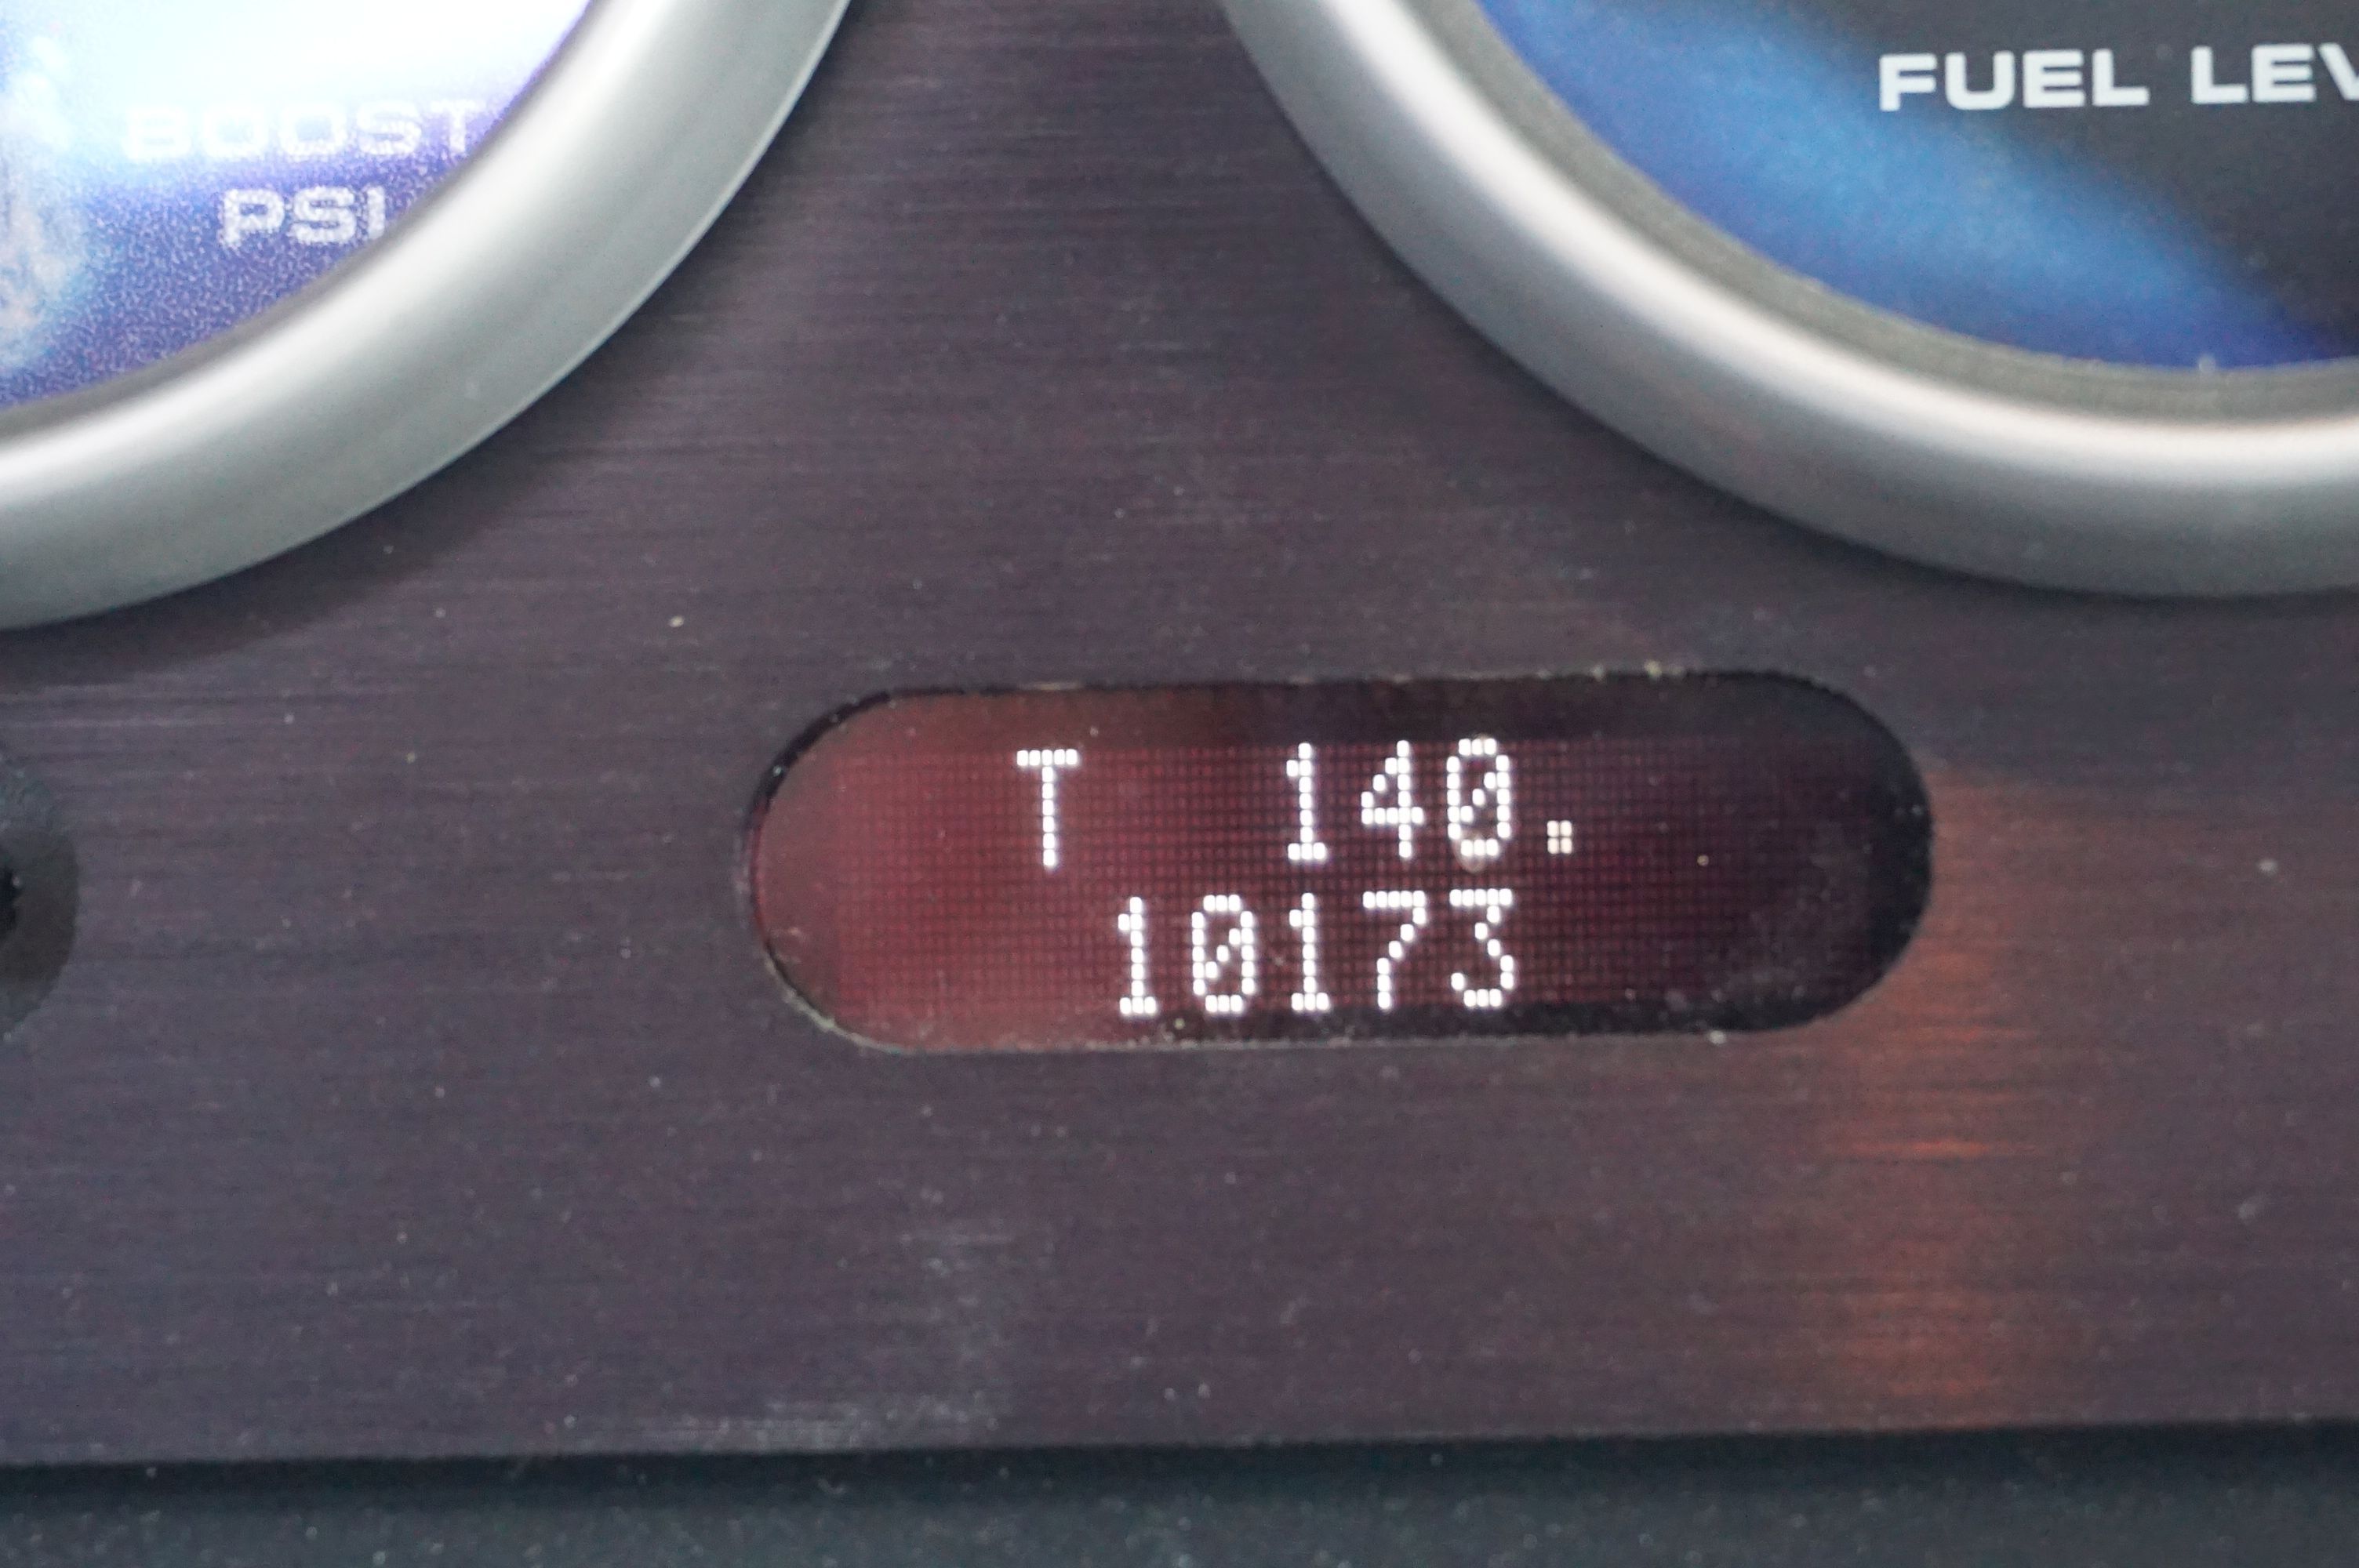 BOOST
PSI
FUEL LEV
T 140.
10173